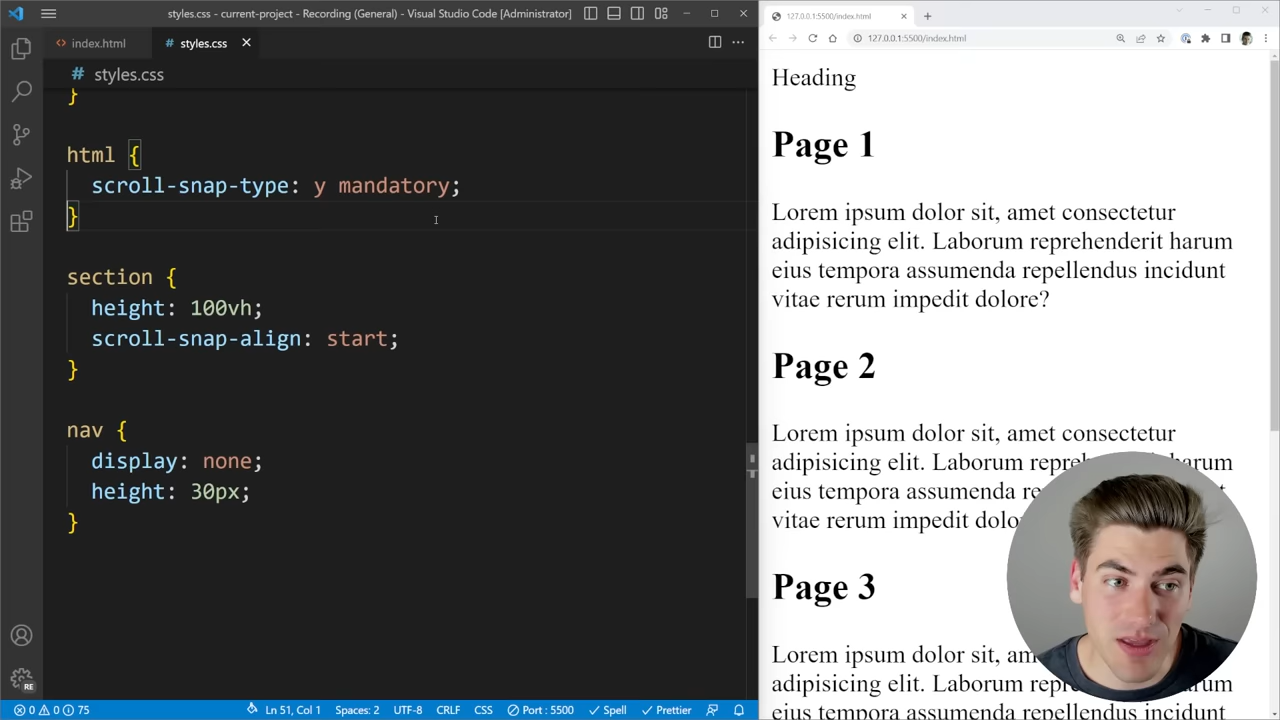 styles.css - current-project - Recording (General) - Visual Studio Code [Administrator]
index.html
# styles.css
# styles.css
}
html {
scroll-snap-type: y mandatory;
}
section {
height: 100vh;
scroll-snap-align: start;
}
nav {
display: none;
height: 30px;
}
RE
0 0 75
Ln 51, Col 1
Spaces: 2
UTF-8
CRLF
CSS
Port : 5500
Spell
Prettier
127.0.0.1:5500/index.html
127.0.0.1:5500/index.html
Heading
Page 1
Lorem ipsum dolor sit, amet consectetur
adipisicing elit. Laborum reprehenderit harum
eius tempora assumenda repellendus incidunt
vitae rerum impedit dolore?
Page 2
Lorem ipsum dolor sit, amet consectetur
adipisicing elit. Laborum harum
eius tempora assumenda
vitae rerum impedit
Page 3
Lorem ipsum dolor sit,
adipisicing elit. Laborum
eius tempora assumenda